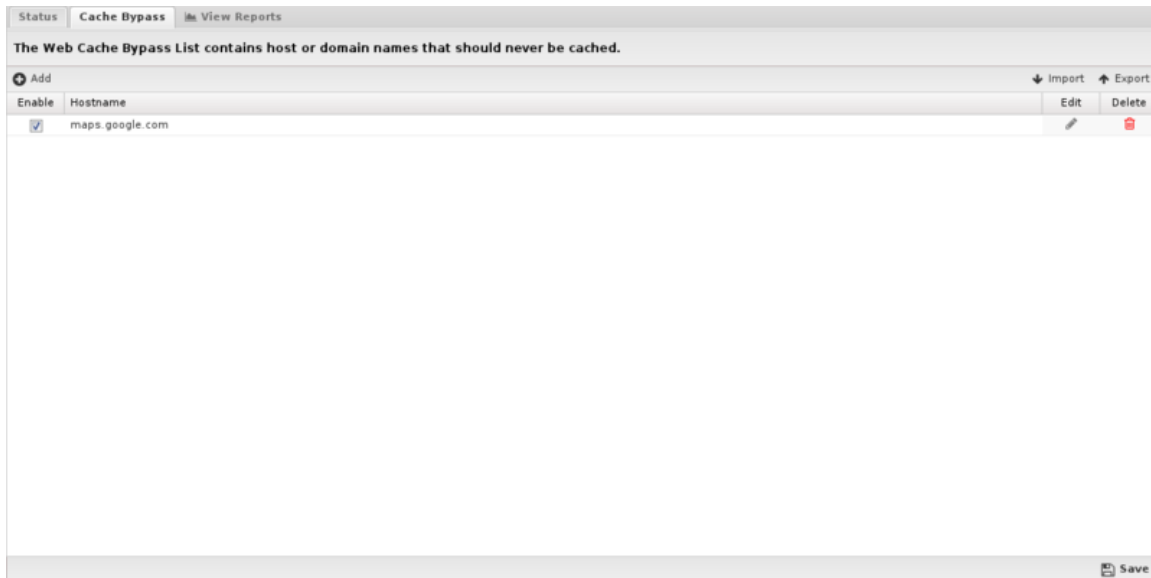 Status Cache Bypass View Reports
The Web Cache Bypass List contains host or domain names that should never be cached.
Add Import Export
Enable Hostname Edit Delete
maps.google.com
Save